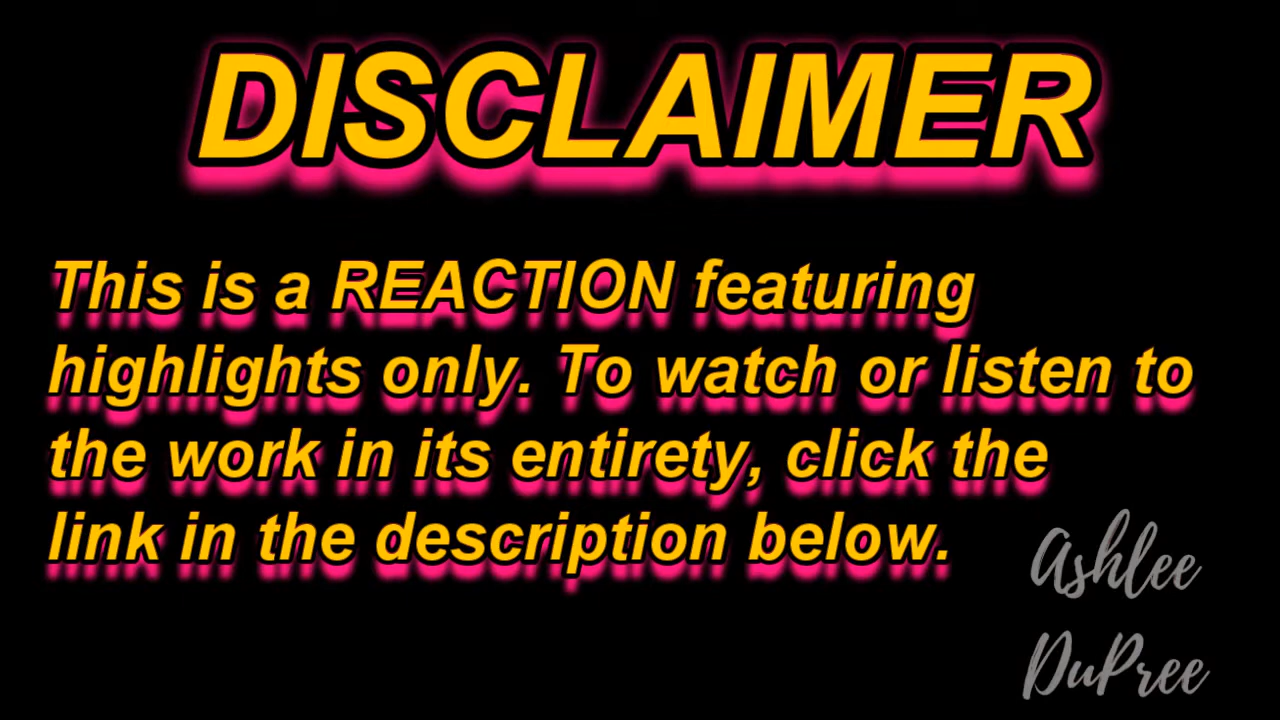 DISCLAIMER
This is a REACTION featuring
highlights only. To watch or listen to
the work in its entirety, click the
link in the description below.
Ashlee
DuPree